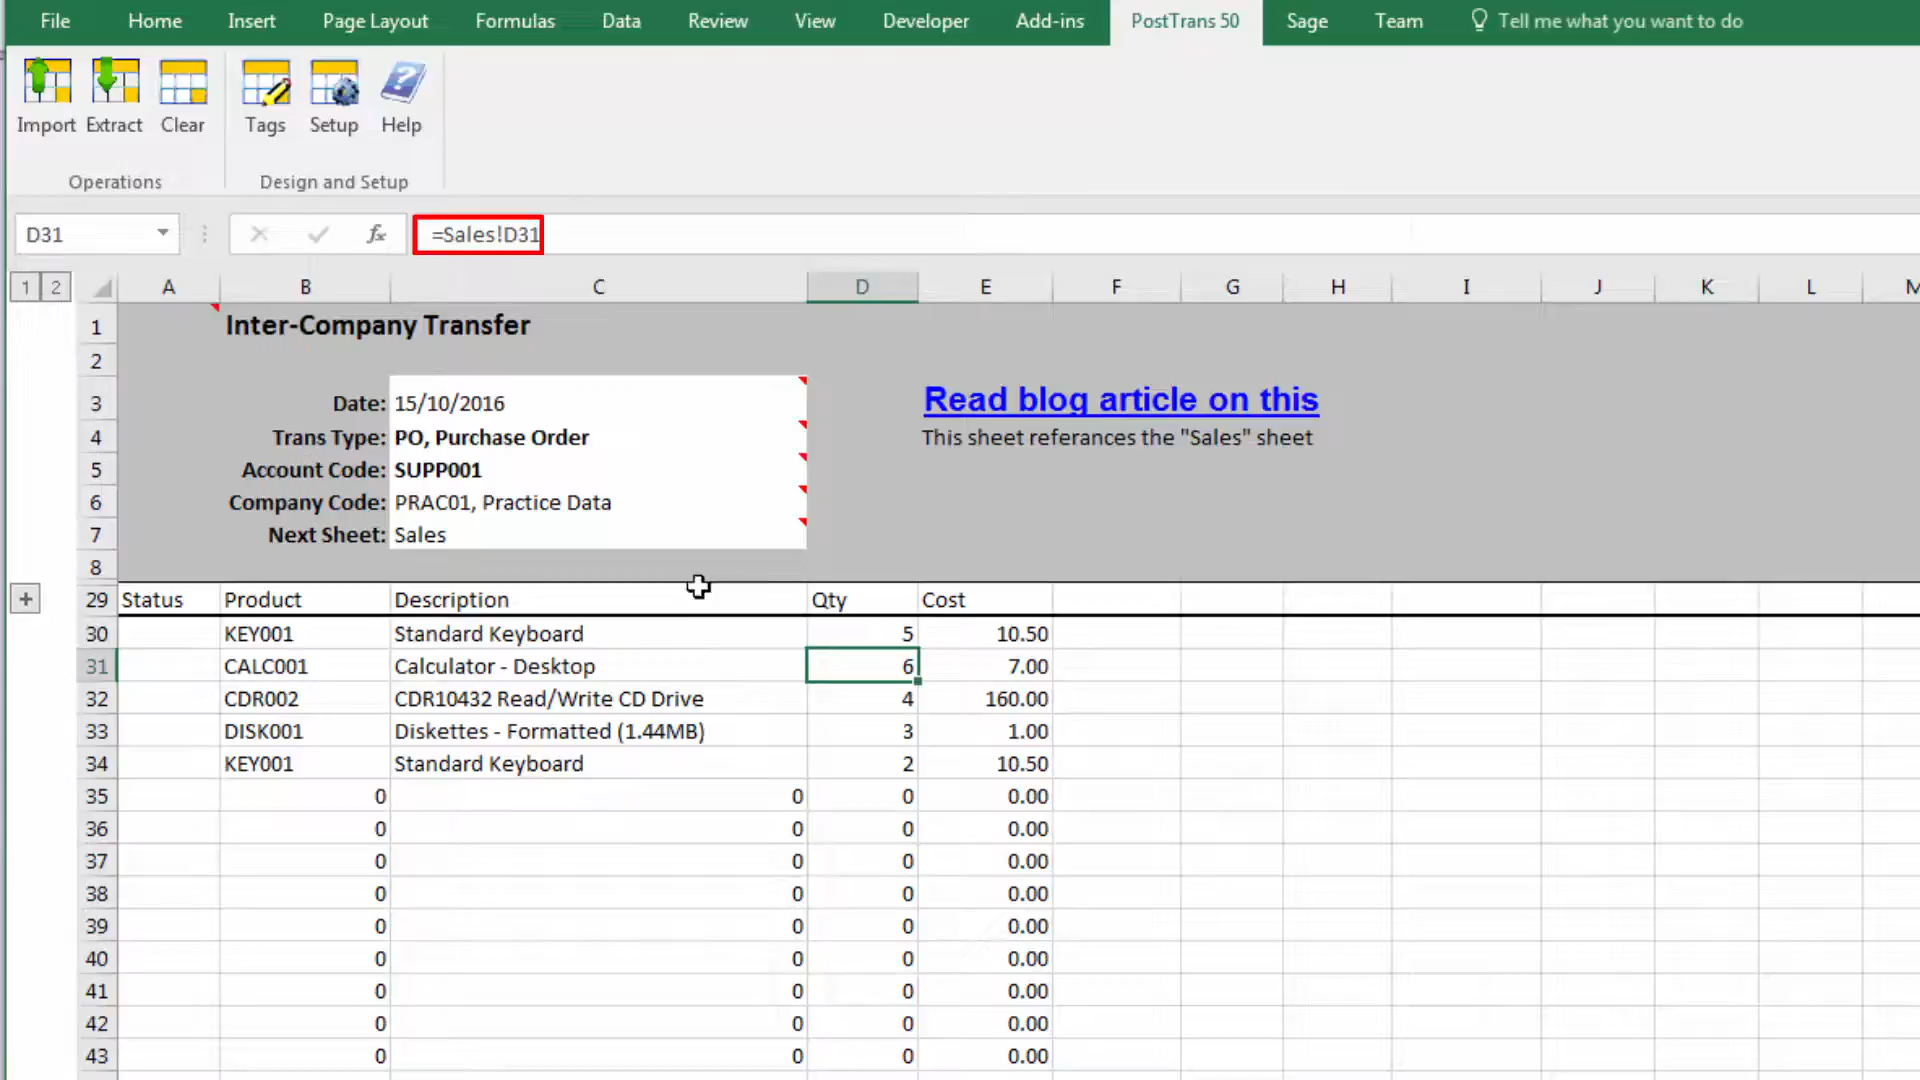 File Home Insert Page Layout Formulas Data Review View Developer Add-ins PostTrans 50 Sage Team Tell me what you want to do
Import Extract Clear Tags Setup Help
Operations Design and Setup
D31 fx =Sales!D31
1 2 A B C D E F G H I J K L M
1 Inter-Company Transfer
2
3 Date: 15/10/2016 Read blog article on this
4 Trans Type: PO, Purchase Order This sheet referances the "Sales" sheet
5 Account Code: SUPP001
6 Company Code: PRAC01, Practice Data
7 Next Sheet: Sales
8
+ 29 Status Product Description Qty Cost
30 KEY001 Standard Keyboard 5 10.50
31 CALC001 Calculator - Desktop 6 7.00
32 CDR002 CDR10432 Read/Write CD Drive 4 160.00
33 DISK001 Diskettes - Formatted (1.44MB) 3 1.00
34 KEY001 Standard Keyboard 2 10.50
35 0 0 0 0.00
36 0 0 0 0.00
37 0 0 0 0.00
38 0 0 0 0.00
39 0 0 0 0.00
40 0 0 0 0.00
41 0 0 0 0.00
42 0 0 0 0.00
43 0 0 0 0.00